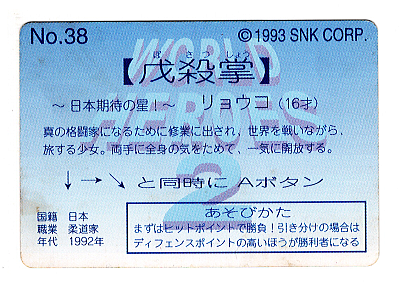 No.38
©1993 SNK CORP.
ぼ さつ しょう
【戊殺掌】
～日本期待の星！～ リョウコ(16才)
真の格闘家になるために修業に出され、世界を戦いながら、
旅する少女。両手に全身の気をためて、一気に開放する。
↓→↘と同時に Aボタン
国籍 日本
職業 柔道家
年代 1992年
あそびかた
まずはヒットポイントで勝負！引き分けの場合は
ディフェンスポイントの高いほうが勝利者になる
WORLD
HEROES
2